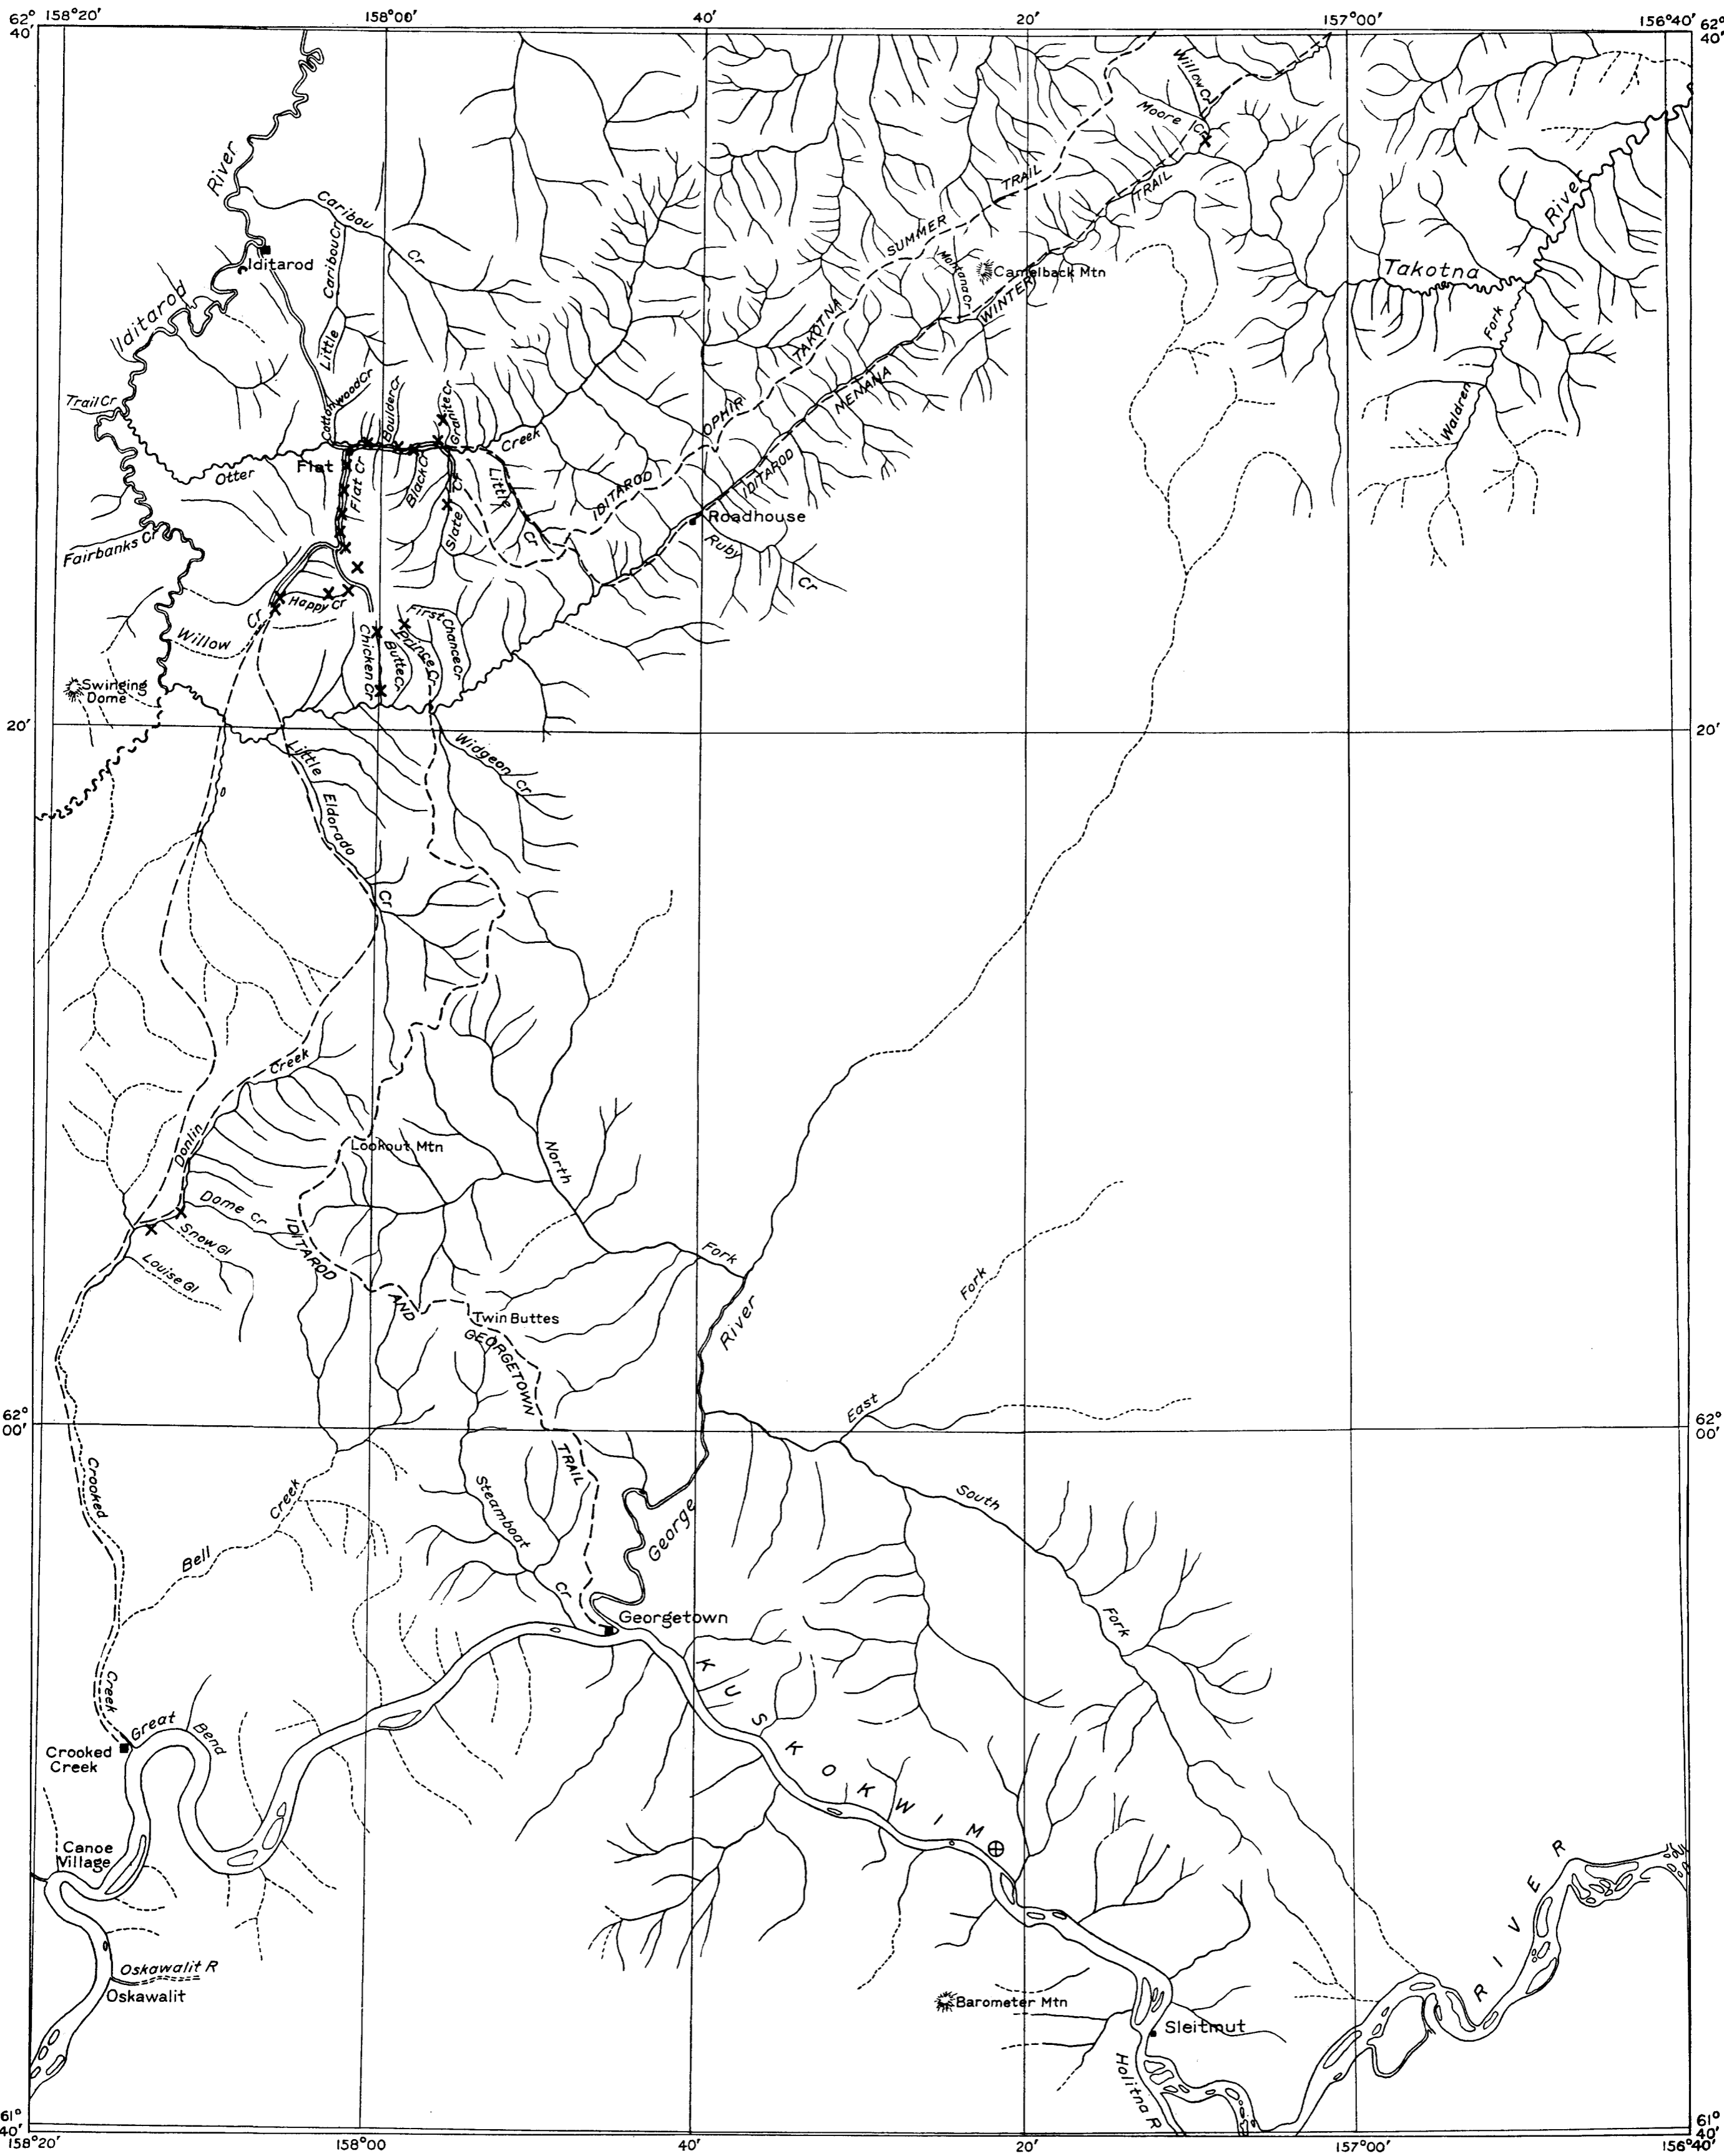 62° 158°20' 158°00' 40' 20' 157°00' 156°40' 62°
40' 40'
Willow Cr
Moore Cr
River
Caribou Cr
Little Caribou Cr
Iditarod
Iditarod
TRAIL
TRAIL
SUMMER
Montana Cr
Camelback Mtn
WINTER
TAKOTNA
NENANA
OPHIR
IDITAROD
IDITAROD
Takotna
River
Waldren Fork
Trail Cr
Cottonwood Cr
Boulder Cr
Granite Cr
Creek
Flat
Otter
Flat Cr
Black Cr
Slate Cr
Little Cr
Roadhouse
Ruby Cr
Fairbanks Cr
Happy Cr
Willow Cr
First Chance Cr
Prince Cr
Butte Cr
Chicken Cr
Swinging
Dome
20' 20'
Widgeon Cr
Little Eldorado Cr
Donlin Creek
Lookout Mtn
North Fork
Dome Cr
Snow Gl
Louise Gl
IDITAROD AND GEORGETOWN TRAIL
Twin Buttes
River
East Fork
62° 62°
00' 00'
Crooked Creek
Bell Creek
Steamboat Cr
George
South Fork
Georgetown
KUSKOKWIM
Great Bend
Crooked
Creek
Canoe
Village
RIVER
Oskawalit R
Oskawalit
Barometer Mtn
Sleitmut
Holitna R
61° 61°
40' 40'
158°20' 158°00' 40' 20' 157°00' 156°40'